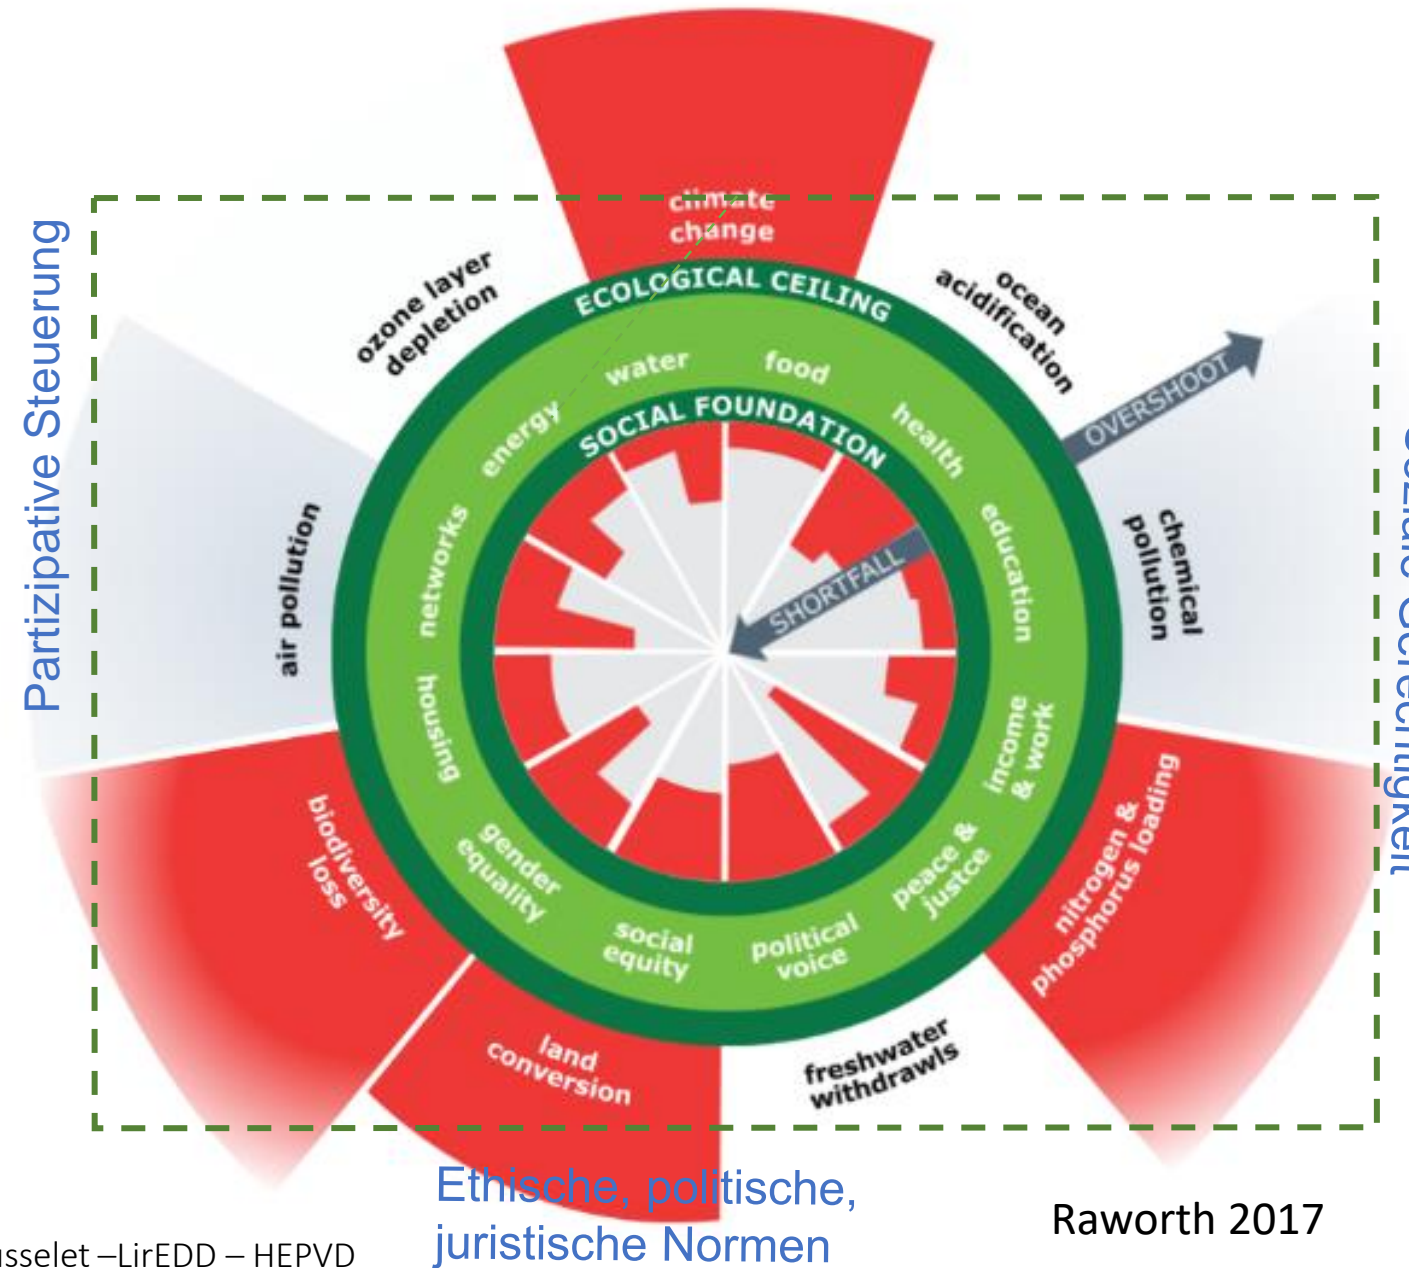 climate
change
ozone layer
depletion
ocean
acidification
ECOLOGICAL CEILING
OVERSHOOT
water
food
energy
health
SOCIAL FOUNDATION
networks
education
SHORTFALL
air pollution
chemical
pollution
housing
income
& work
gender
equality
peace &
justce
social
equity
political
voice
biodiversity
loss
nitrogen &
phosphorus loading
land
conversion
freshwater
withdrawls
Partizipative Steuerung
Gerechtigkeit
Ethische, politische,
juristische Normen
Raworth 2017
–LirEDD – HEPVD